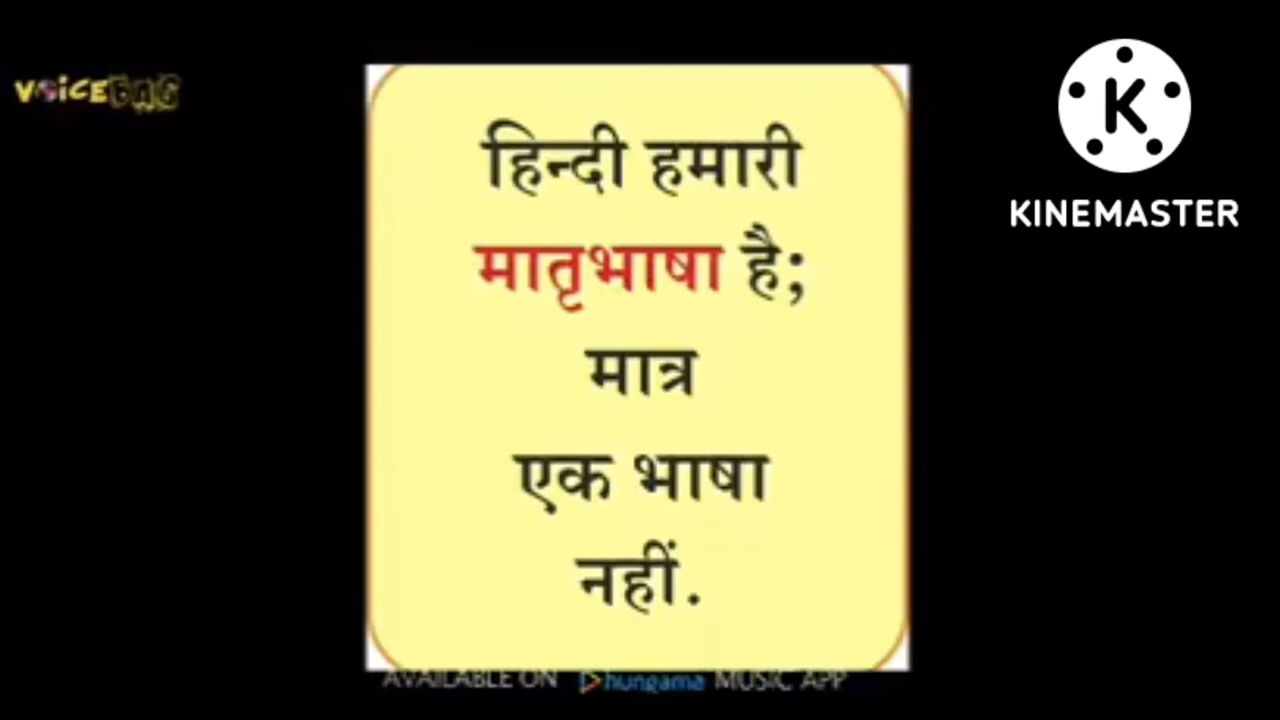 VOiCEBAG
हिन्दी हमारी
मातृभाषा है;
मात्र
एक भाषा
नहीं.
K
KINEMASTER
AVAILABLE ON hungama MUSIC APP